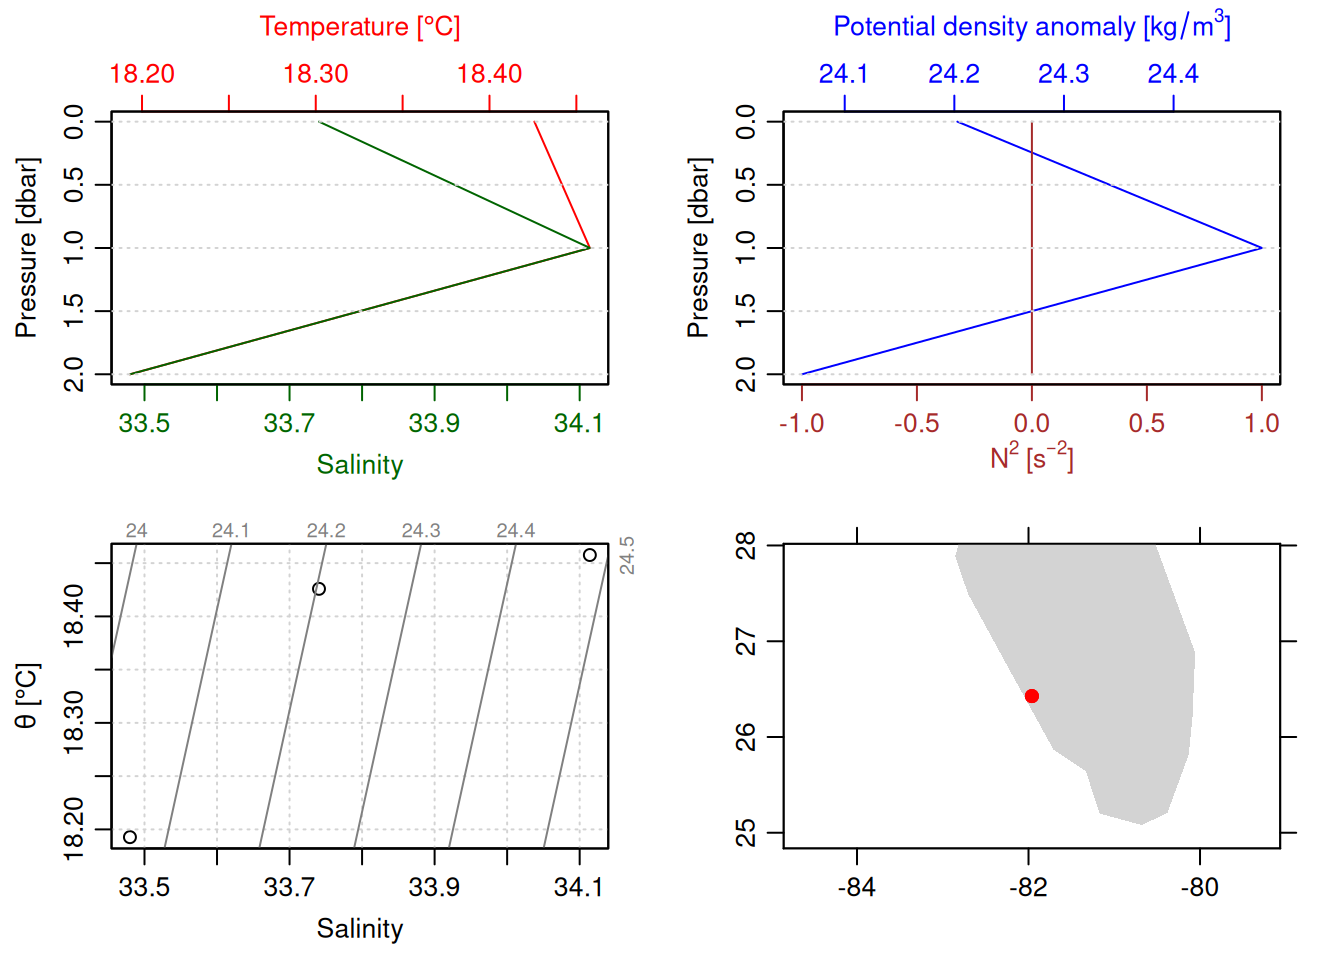 Temperature [°C]
18.20 18.30 18.40
Pressure [dbar]
0.0 0.5 1.0 1.5 2.0
33.5 33.7 33.9 34.1
Salinity
Potential density anomaly [kg/m³]
24.1 24.2 24.3 24.4
Pressure [dbar]
0.0 0.5 1.0 1.5 2.0
-1.0 -0.5 0.0 0.5 1.0
N² [s⁻²]
24 24.1 24.2 24.3 24.4 24.5
θ [°C]
18.40 18.30 18.20
33.5 33.7 33.9 34.1
Salinity
28 27 26 25
-84 -82 -80